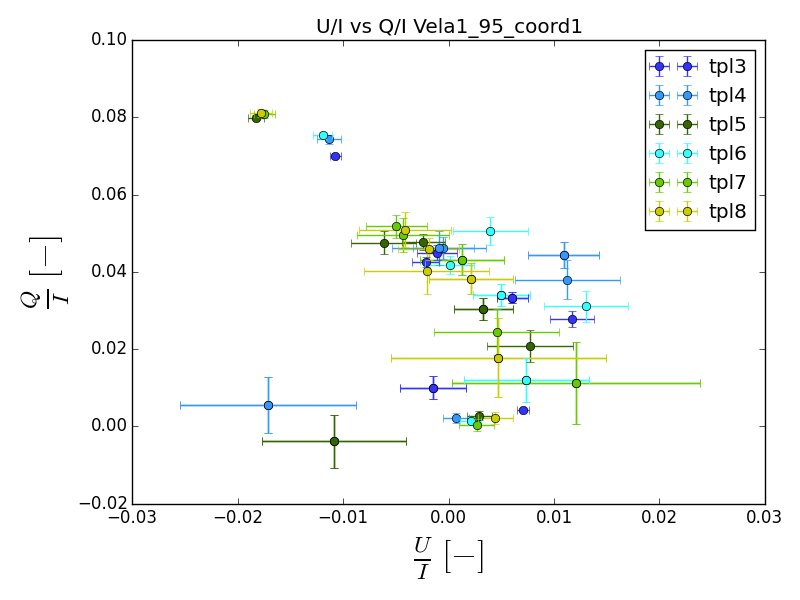 U/I vs Q/I Vela1_95_coord1
0.10
0.08
0.06
0.04
0.02
0.00
−0.02
−0.03
−0.02
−0.01
0.00
0.01
0.02
0.03
Q/I [−]
U/I [−]
tpl3
tpl4
tpl5
tpl6
tpl7
tpl8